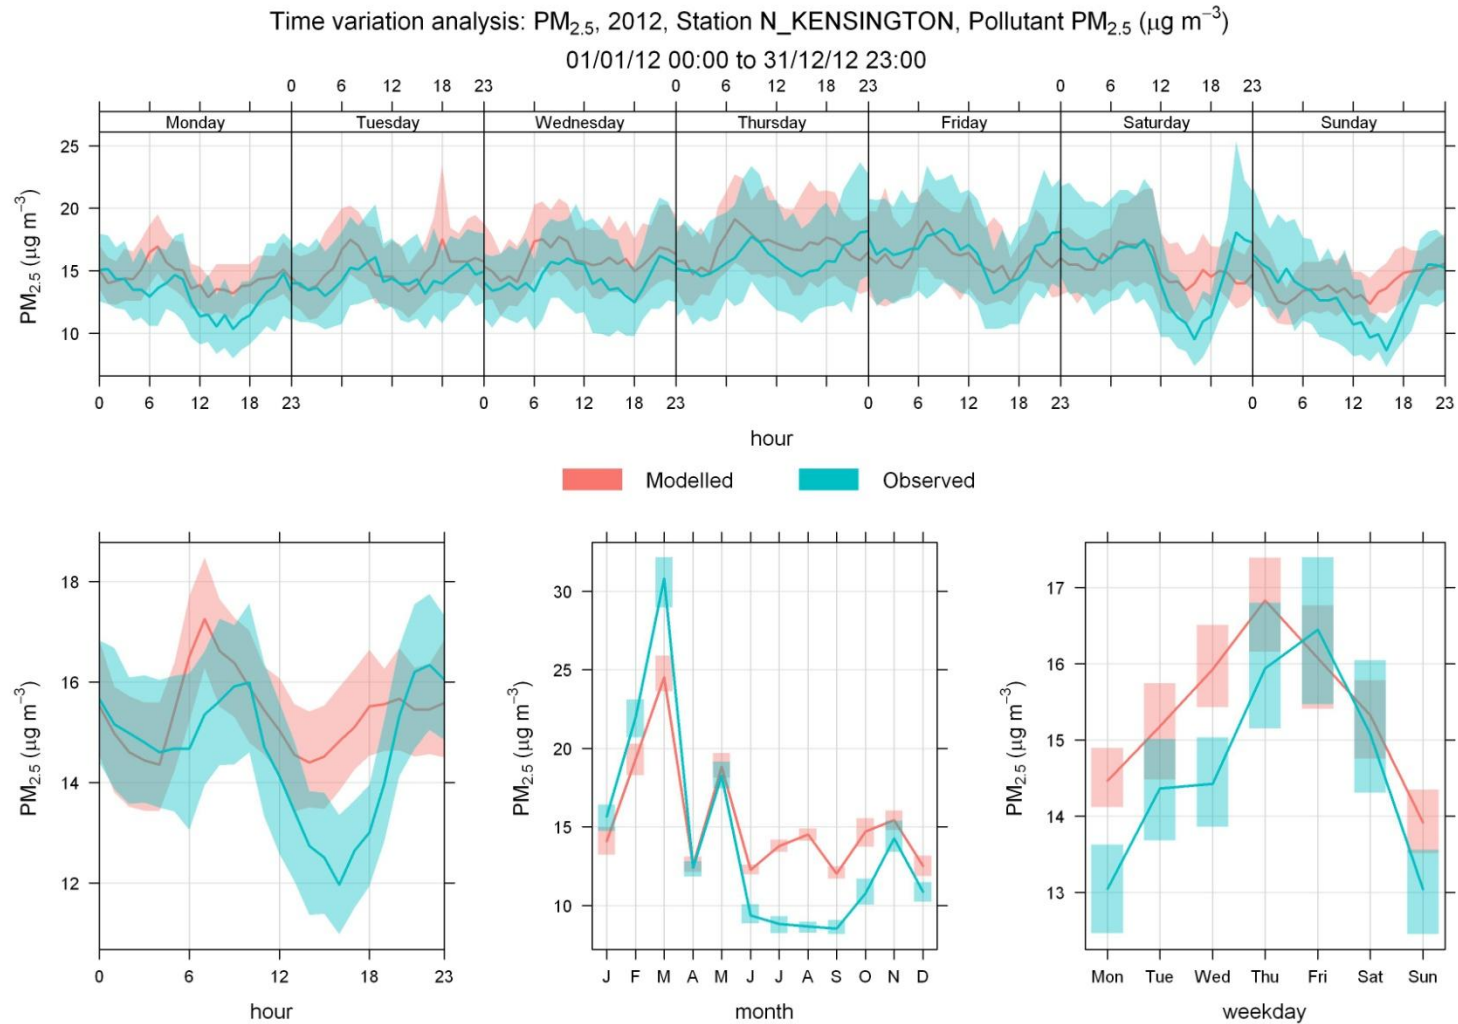 Time variation analysis: PM2.5, 2012, Station N_KENSINGTON, Pollutant PM2.5 (μg m−3)
01/01/12 00:00 to 31/12/12 23:00
0 6 12 18 23 0 6 12 18 23 0 6 12 18 23
Monday Tuesday Wednesday Thursday Friday Saturday Sunday
25
20
15
10
PM2.5 (μg m−3)
0 6 12 18 23 0 6 12 18 23 0 6 12 18 23 0 6 12 18 23
hour
Modelled Observed
18
16
14
12
PM2.5 (μg m−3)
0 6 12 18 23
hour
30
25
20
15
10
PM2.5 (μg m−3)
J F M A M J J A S O N D
month
17
16
15
14
13
PM2.5 (μg m−3)
Mon Tue Wed Thu Fri Sat Sun
weekday